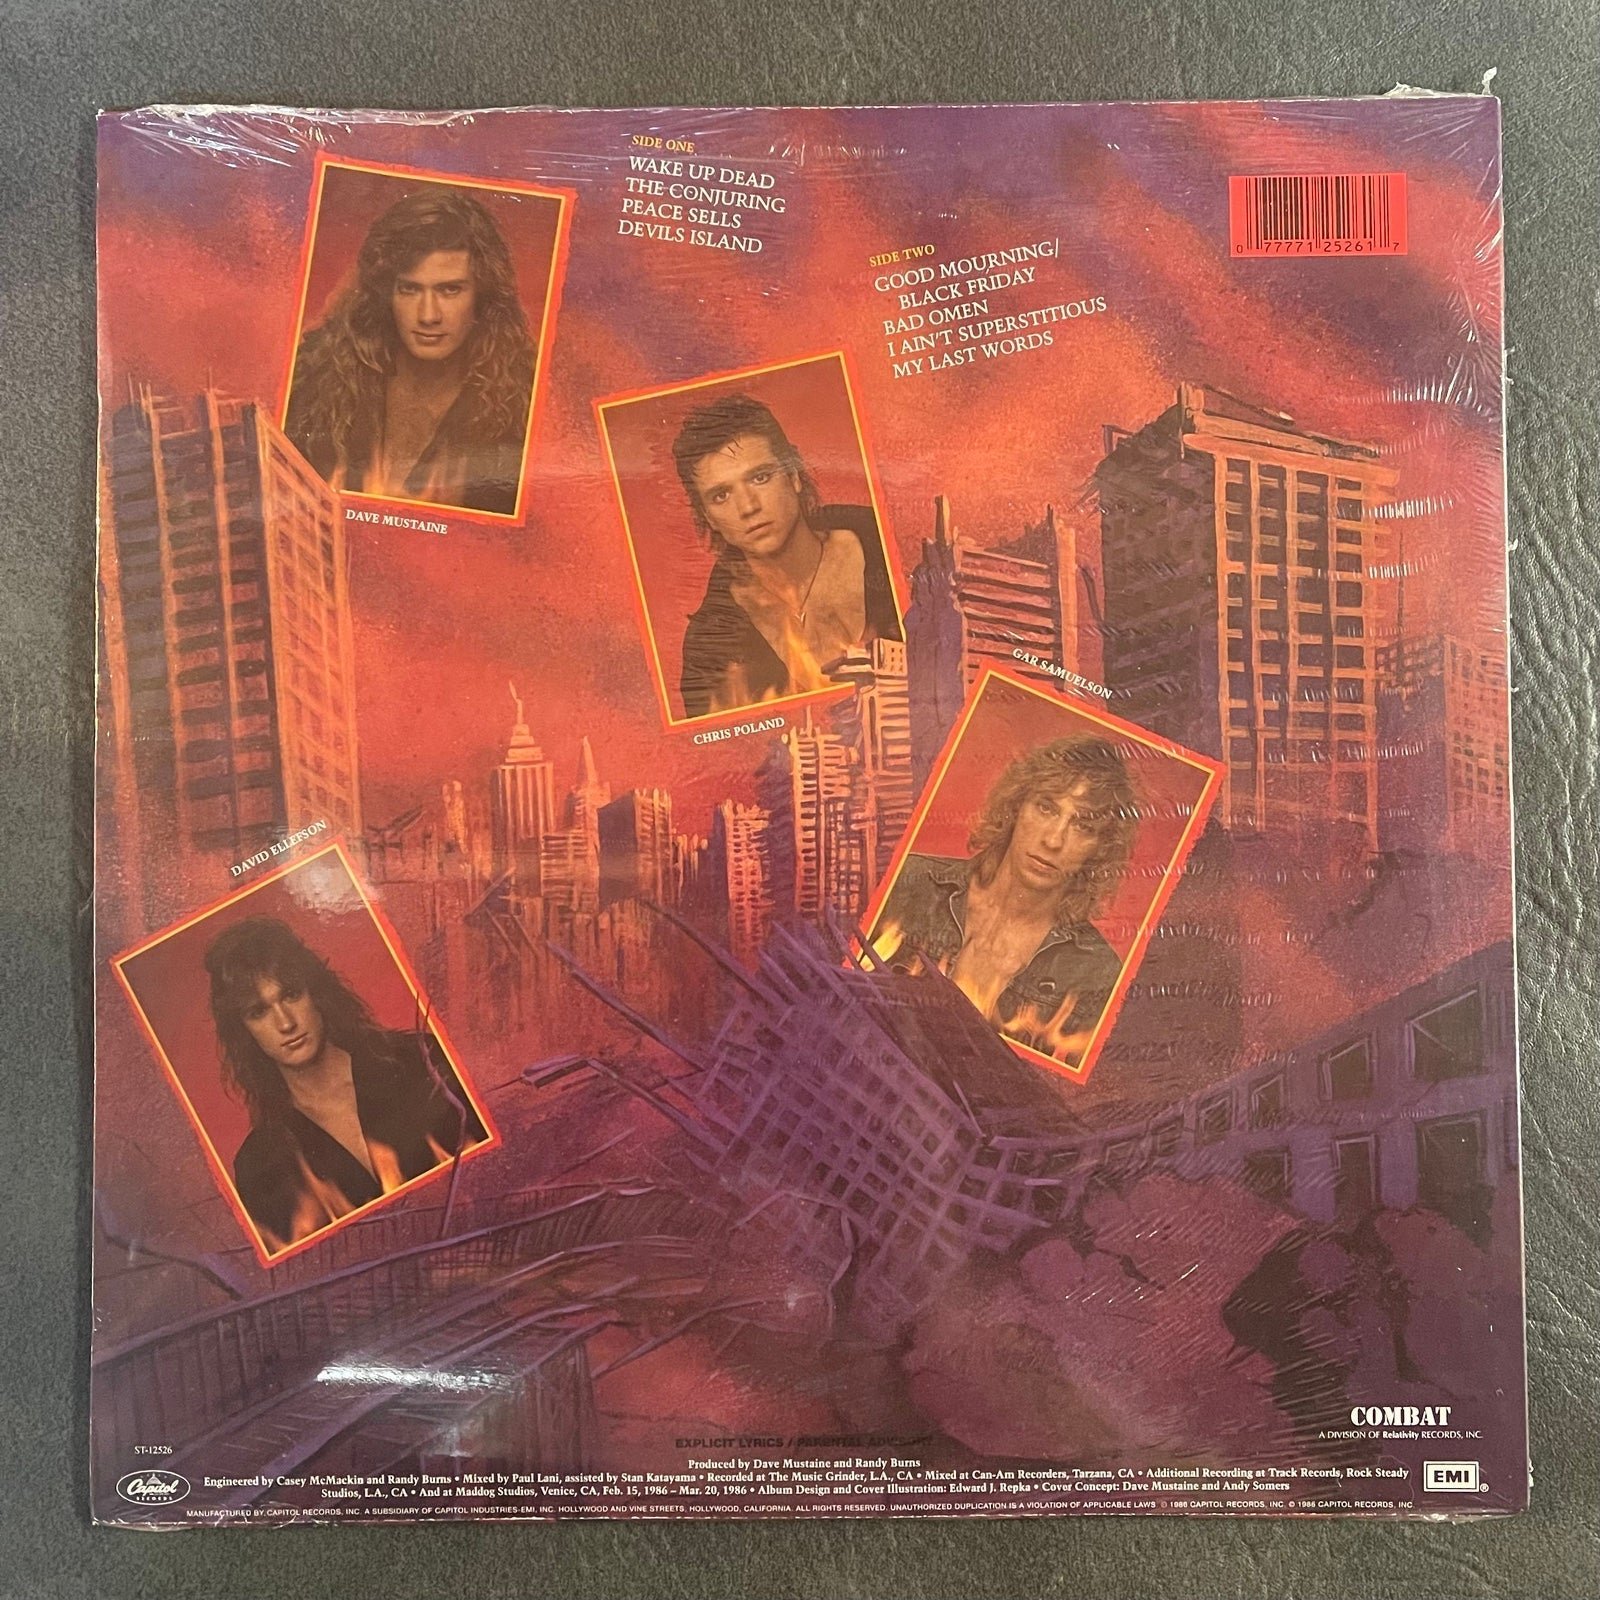 SIDE ONE
WAKE UP DEAD
THE CONJURING
PEACE SELLS
DEVILS ISLAND
SIDE TWO
GOOD MOURNING/
BLACK FRIDAY
BAD OMEN
I AIN'T SUPERSTITIOUS
MY LAST WORDS
0 77771 25261 7
DAVE MUSTAINE
CHRIS POLAND
GAR SAMUELSON
DAVID ELLEFSON
COMBAT
A DIVISION OF Relativity RECORDS, INC.
ST-12526
EXPLICIT LYRICS / PARENTAL ADVISORY
Produced by Dave Mustaine and Randy Burns
Capitol
RECORDS
Engineered by Casey McMackin and Randy Burns • Mixed by Paul Lani, assisted by Stan Katayama • Recorded at The Music Grinder, L.A., CA • Mixed at Can-Am Recorders, Tarzana, CA • Additional Recording at Track Records, Rock Steady
Studios, L.A., CA • And at Maddog Studios, Venice, CA, Feb. 15, 1986 – Mar. 20, 1986 • Album Design and Cover Illustration: Edward J. Repka • Cover Concept: Dave Mustaine and Andy Somers
EMI ®
MANUFACTURED BY CAPITOL RECORDS, INC. A SUBSIDIARY OF CAPITOL INDUSTRIES-EMI, INC. HOLLYWOOD AND VINE STREETS, HOLLYWOOD, CALIFORNIA. ALL RIGHTS RESERVED. UNAUTHORIZED DUPLICATION IS A VIOLATION OF APPLICABLE LAWS ℗ 1986 CAPITOL RECORDS, INC. © 1986 CAPITOL RECORDS, INC.